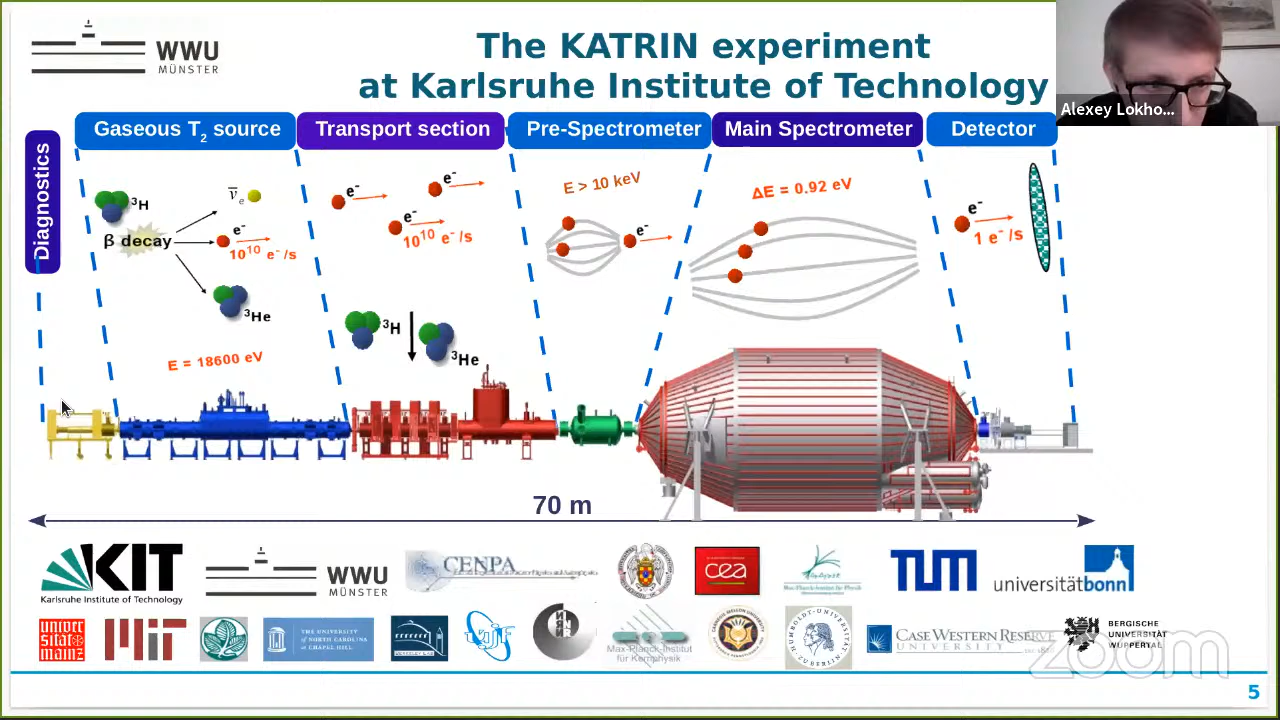 WWU
MÜNSTER
The KATRIN experiment
at Karlsruhe Institute of Technology
Alexey Lokho...
Diagnostics
Gaseous T2 source
Transport section
Pre-Spectrometer
Main Spectrometer
Detector
³H
β decay
ν̅e
e⁻
10¹⁰ e⁻/s
³He
E = 18600 eV
e⁻
e⁻
e⁻
10¹⁰ e⁻/s
³H
³He
E > 10 keV
e⁻
ΔE = 0.92 eV
e⁻
1 e⁻/s
70 m
KIT
Karlsruhe Institute of Technology
WWU
MÜNSTER
CENPA
cea
Max-Planck-Institut für Physik
TUM
universitätbonn
MIT
THE UNIVERSITY
OF NORTH CAROLINA
AT CHAPEL HILL
BERKELEY LAB
Max-Planck-Institut
für Kernphysik
HUMBOLDT-UNIVERSITÄT
ZU BERLIN
CASE WESTERN RESERVE
UNIVERSITY
BERGISCHE
UNIVERSITÄT
WUPPERTAL
zoom
5